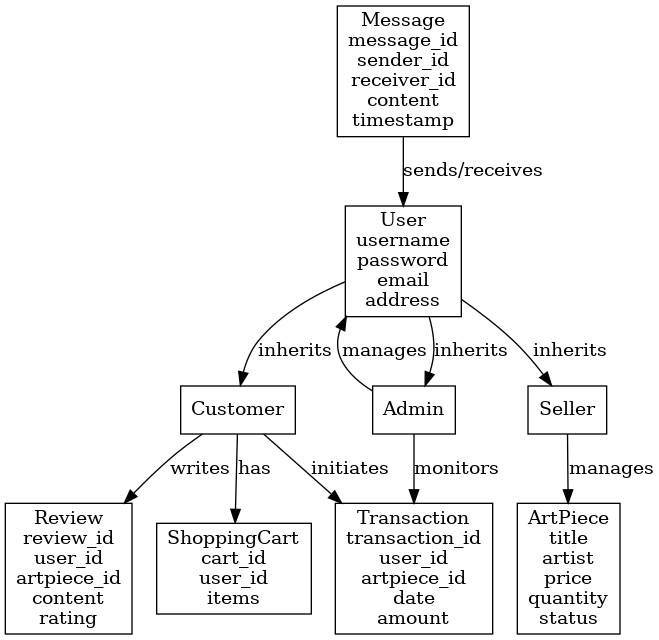 Message
message_id
sender_id
receiver_id
content
timestamp
sends/receives
User
username
password
email
address
inherits
manages
inherits
inherits
Customer
Admin
Seller
writes
has
initiates
monitors
manages
Review
review_id
user_id
artpiece_id
content
rating
ShoppingCart
cart_id
user_id
items
Transaction
transaction_id
user_id
artpiece_id
date
amount
ArtPiece
title
artist
price
quantity
status